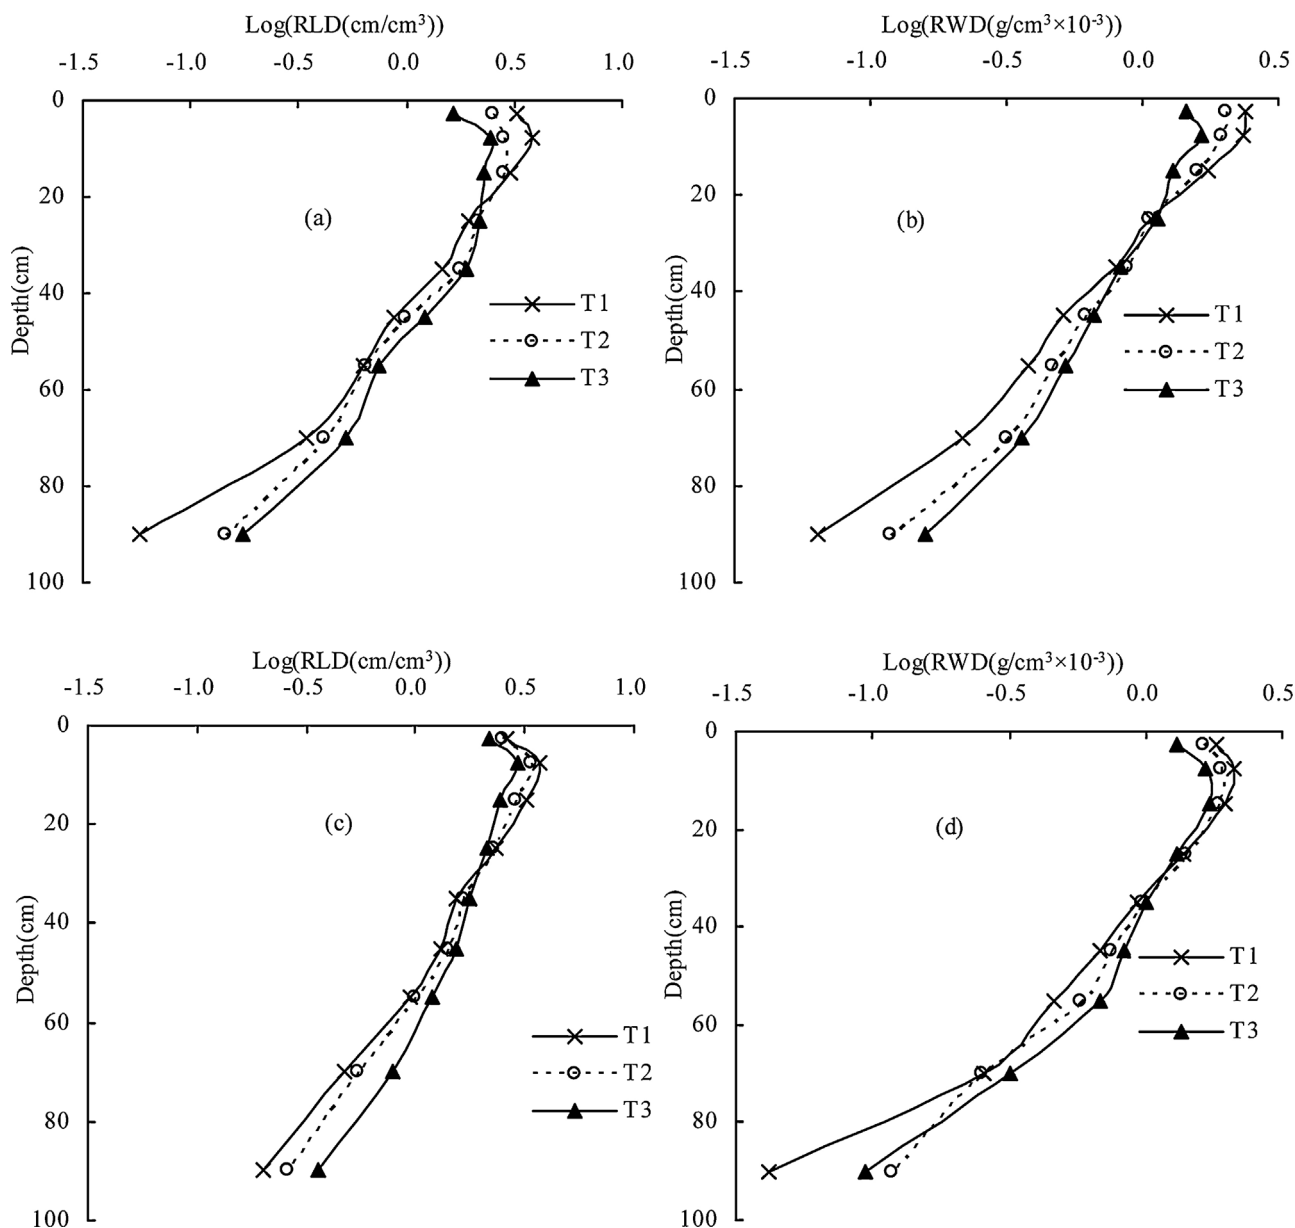 Log(RLD(cm/cm³))
-1.5 -1.0 -0.5 0.0 0.5 1.0
0
20
40
60
80
100
Depth(cm)
(a)
T1
T2
T3
Log(RWD(g/cm³×10⁻³))
-1.5 -1.0 -0.5 0.0 0.5
0
20
40
60
80
100
Depth(cm)
(b)
T1
T2
T3
Log(RLD(cm/cm³))
-1.5 -1.0 -0.5 0.0 0.5 1.0
0
20
40
60
80
100
Depth(cm)
(c)
T1
T2
T3
Log(RWD(g/cm³×10⁻³))
-1.5 -1.0 -0.5 0.0 0.5
0
20
40
60
80
100
Depth(cm)
(d)
T1
T2
T3